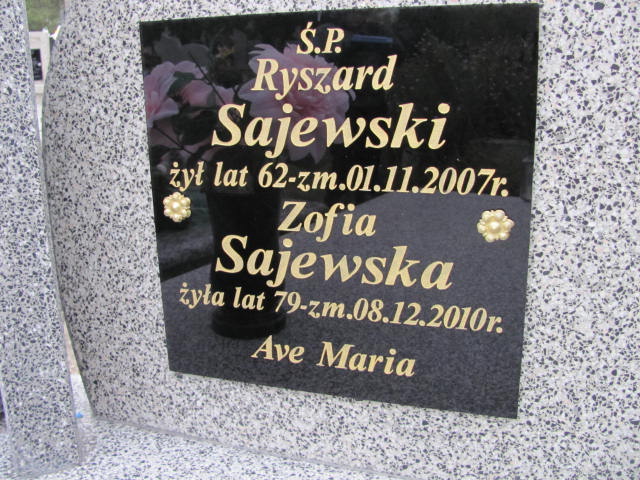 Ś.P.
Ryszard
Sajewski
żył lat 62-zm.01.11.2007r.
Zofia
Sajewska
żyła lat 79-zm.08.12.2010r.
Ave Maria